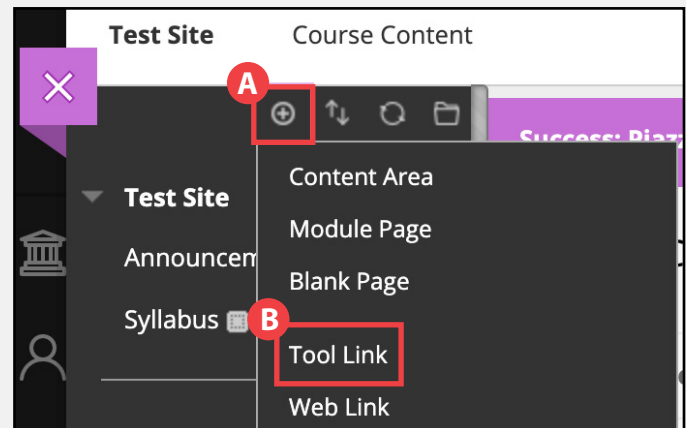 Test Site Course Content
A
Success: Piazz
Content Area
Test Site
Module Page
Announcem
Blank Page
Syllabus
B
Tool Link
Web Link